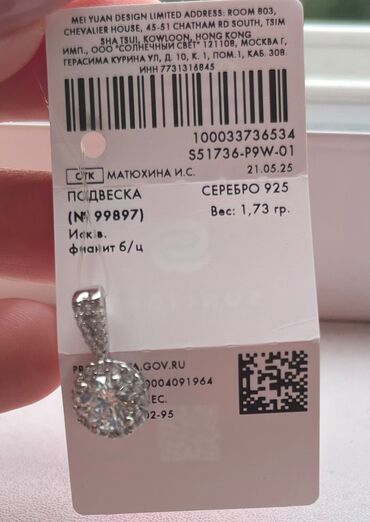 MEI YUAN DESIGN LIMITED ADDRESS: ROOM 803,
CHEVALIER HOUSE, 45-51 CHATHAM RD SOUTH, TSIM
SHA TSUI, KOWLOON, HONG KONG
ИМП., ООО "СОЛНЕЧНЫЙ СВЕТ" 121108, МОСКВА Г,
ГЕРАСИМА КУРИНА УЛ, Д. 10, К. 1, ПОМ.1, КАБ. 308.
ИНН 7731316845
100033736534
S51736-P9W-01
ОТК МАТЮХИНА И.С. 21.05.25
ПОДВЕСКА СЕРЕБРО 925
(№ 99897) Вес: 1,73 гр.
Иск.в.
фианит б/ц
A.GOV.RU
0004091964
02-95